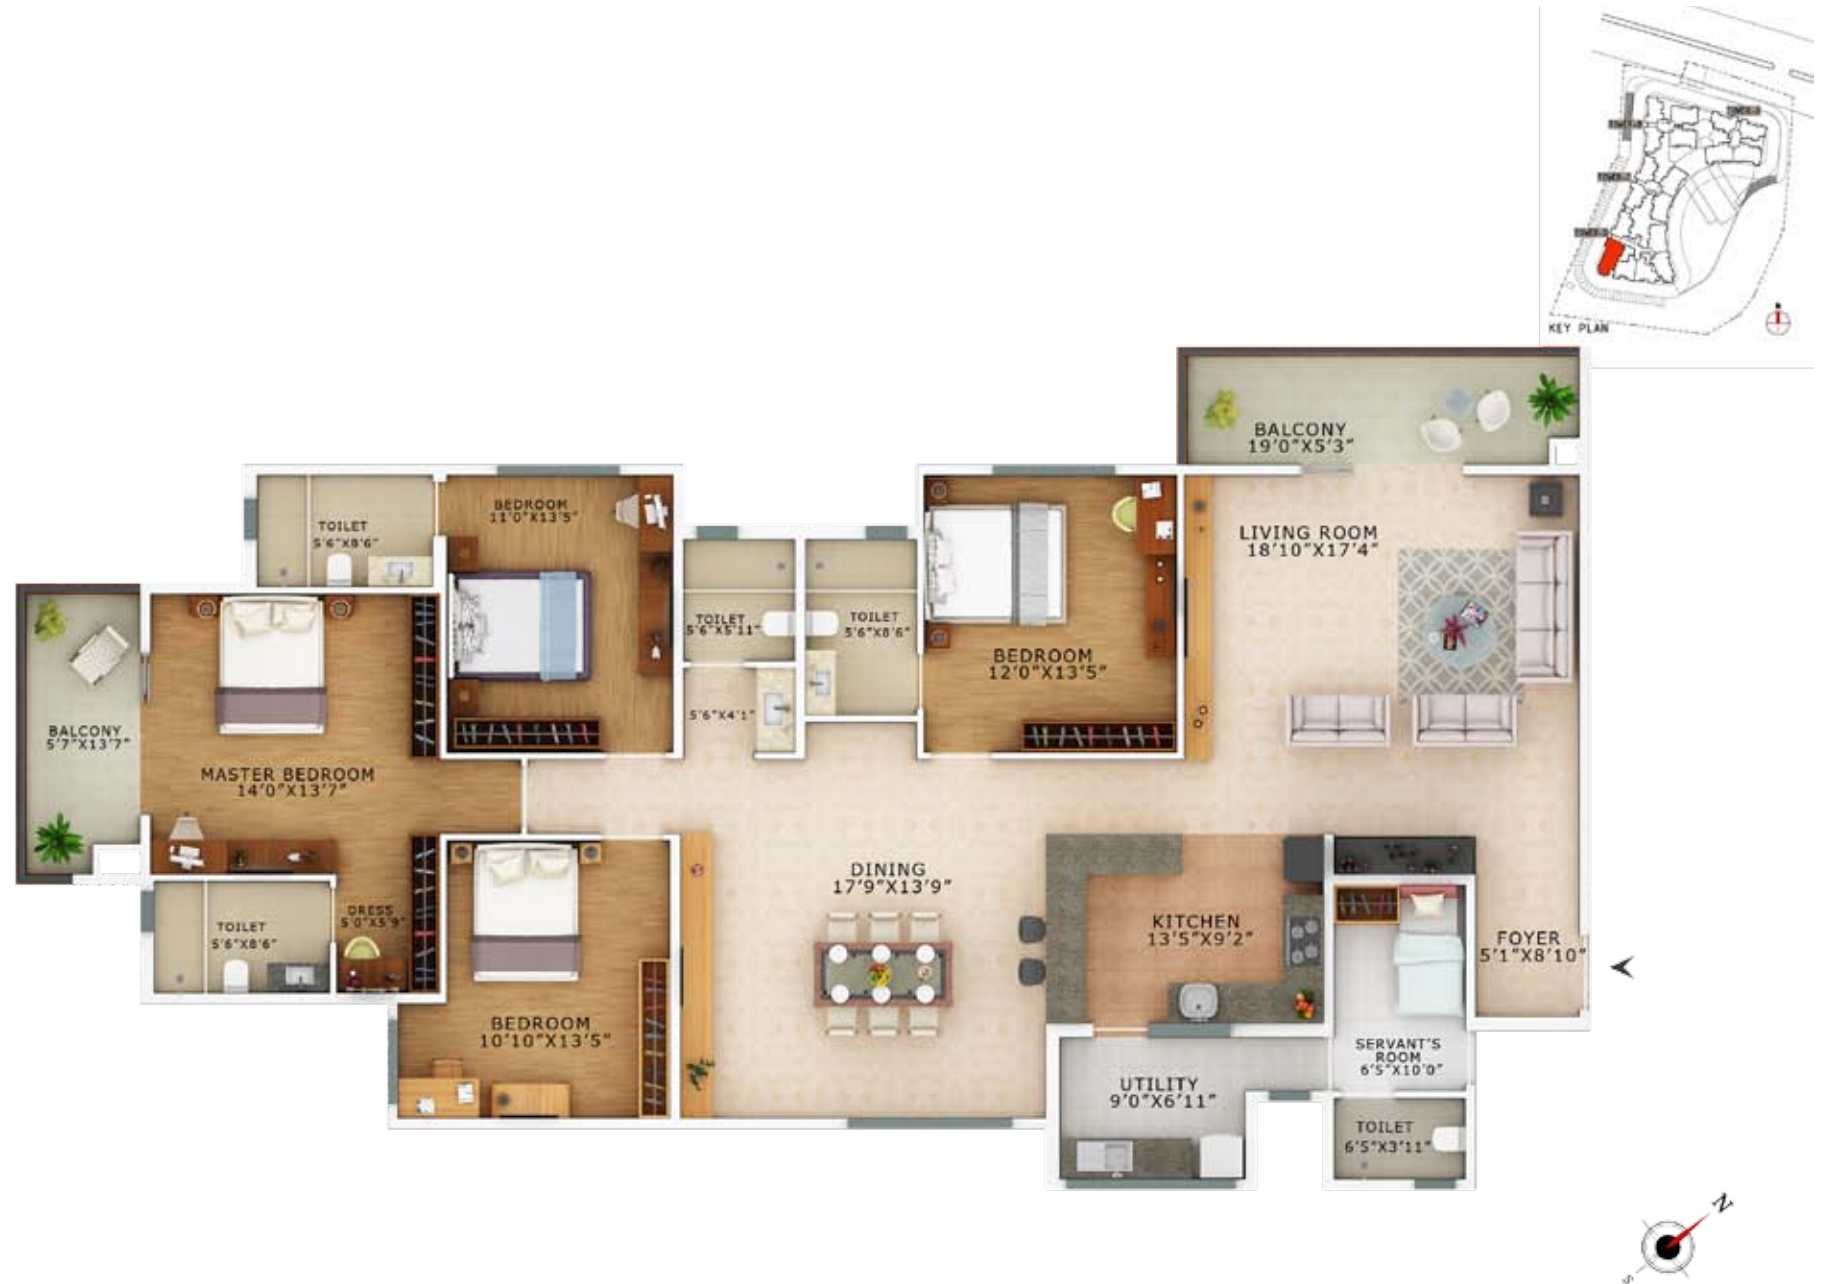 KEY PLAN
N
BALCONY
19'0"X5'3"
BEDROOM
11'0"X13'5"
TOILET
5'6"X8'6"
LIVING ROOM
18'10"X17'4"
TOILET
5'6"X5'11"
TOILET
5'6"X8'6"
BEDROOM
12'0"X13'5"
5'6"X4'1"
BALCONY
5'7"X13'7"
MASTER BEDROOM
14'0"X13'7"
DINING
17'9"X13'9"
KITCHEN
13'5"X9'2"
DRESS
5'0"X5'9"
TOILET
5'6"X8'6"
FOYER
5'1"X8'10"
BEDROOM
10'10"X13'5"
SERVANT'S
ROOM
6'5"X10'0"
UTILITY
9'0"X6'11"
TOILET
6'5"X3'11"
N
S